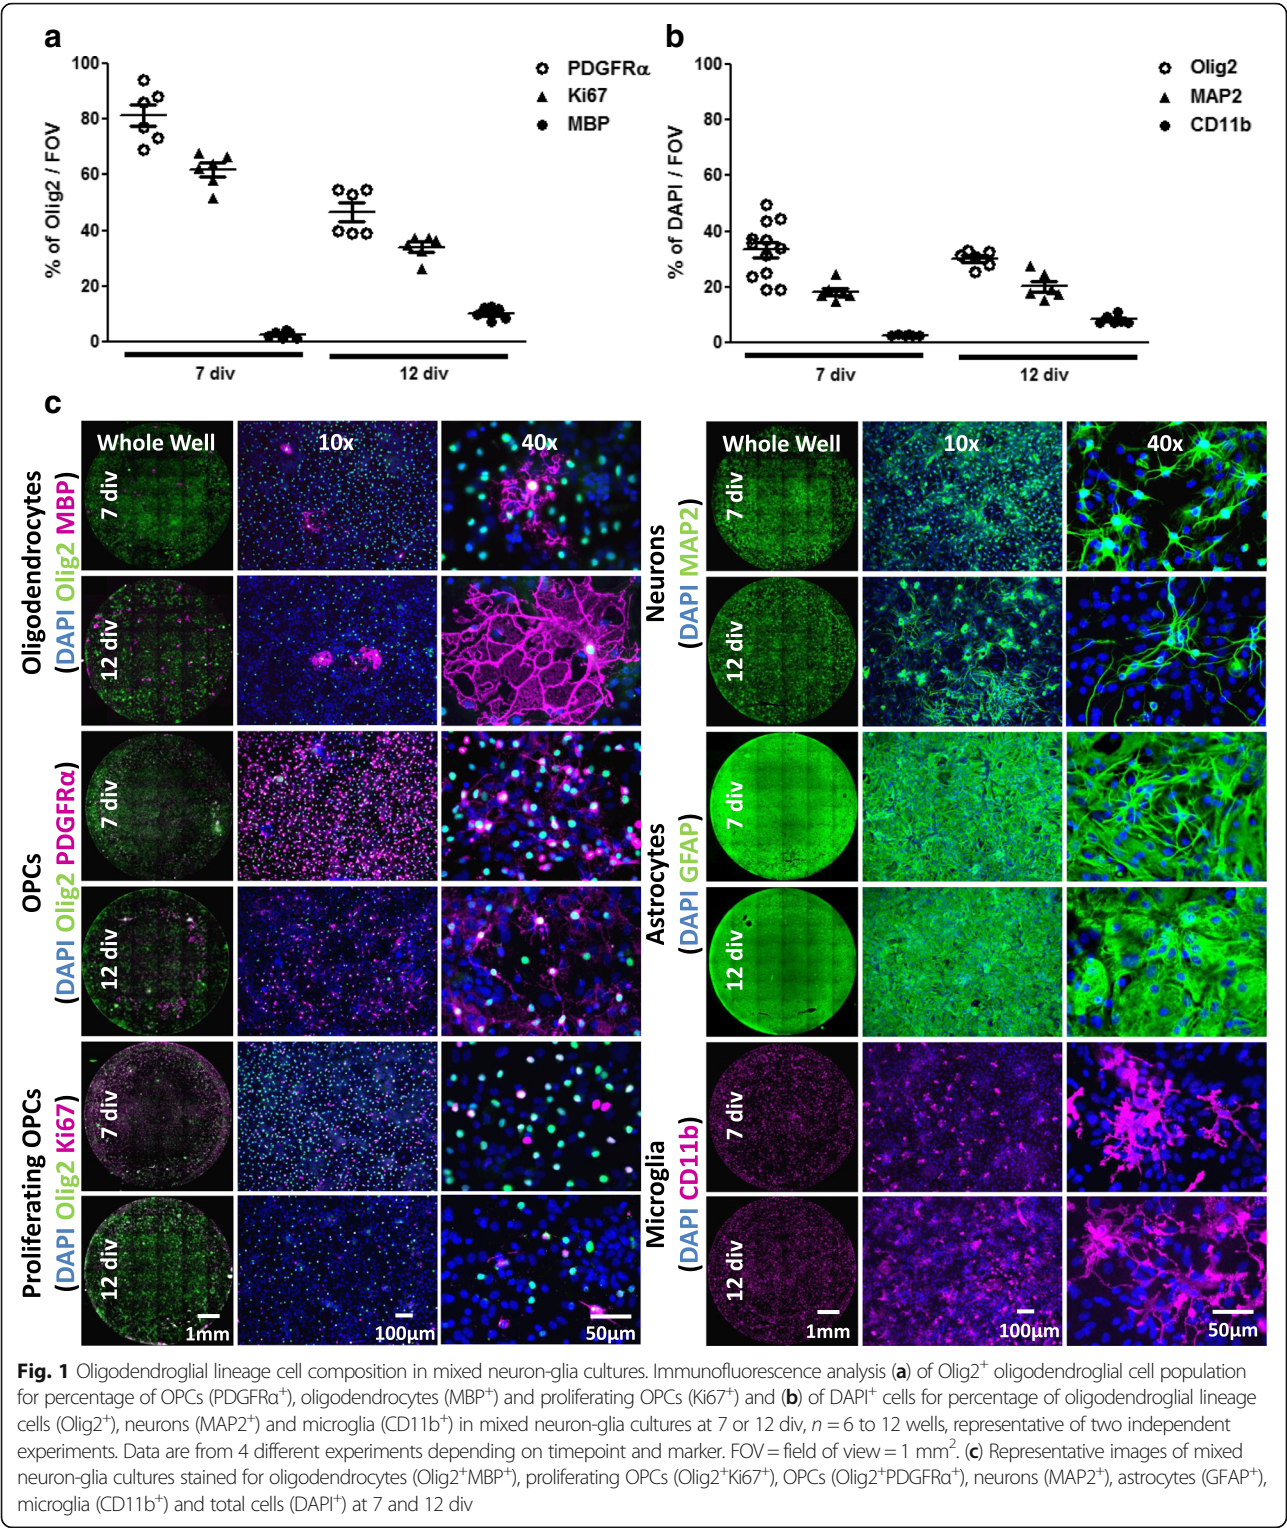 a
100
80
60
40
20
0
% of Olig2 / FOV
PDGFRα
Ki67
MBP
7 div
12 div
b
100
80
60
40
20
0
% of DAPI / FOV
Olig2
MAP2
CD11b
7 div
12 div
c
Oligodendrocytes
(DAPI Olig2 MBP)
Whole Well
10x
40x
7 div
12 div
OPCs
(DAPI Olig2 PDGFRα)
7 div
12 div
Proliferating OPCs
(DAPI Olig2 Ki67)
7 div
12 div
1mm
100μm
50μm
Neurons
(DAPI MAP2)
Whole Well
10x
40x
7 div
12 div
Astrocytes
(DAPI GFAP)
7 div
12 div
Microglia
(DAPI CD11b)
7 div
12 div
1mm
100μm
50μm
Fig. 1 Oligodendroglial lineage cell composition in mixed neuron-glia cultures. Immunofluorescence analysis (a) of Olig2⁺ oligodendroglial cell population
for percentage of OPCs (PDGFRα⁺), oligodendrocytes (MBP⁺) and proliferating OPCs (Ki67⁺) and (b) of DAPI⁺ cells for percentage of oligodendroglial lineage
cells (Olig2⁺), neurons (MAP2⁺) and microglia (CD11b⁺) in mixed neuron-glia cultures at 7 or 12 div, n = 6 to 12 wells, representative of two independent
experiments. Data are from 4 different experiments depending on timepoint and marker. FOV = field of view = 1 mm². (c) Representative images of mixed
neuron-glia cultures stained for oligodendrocytes (Olig2⁺MBP⁺), proliferating OPCs (Olig2⁺Ki67⁺), OPCs (Olig2⁺PDGFRα⁺), neurons (MAP2⁺), astrocytes (GFAP⁺),
microglia (CD11b⁺) and total cells (DAPI⁺) at 7 and 12 div